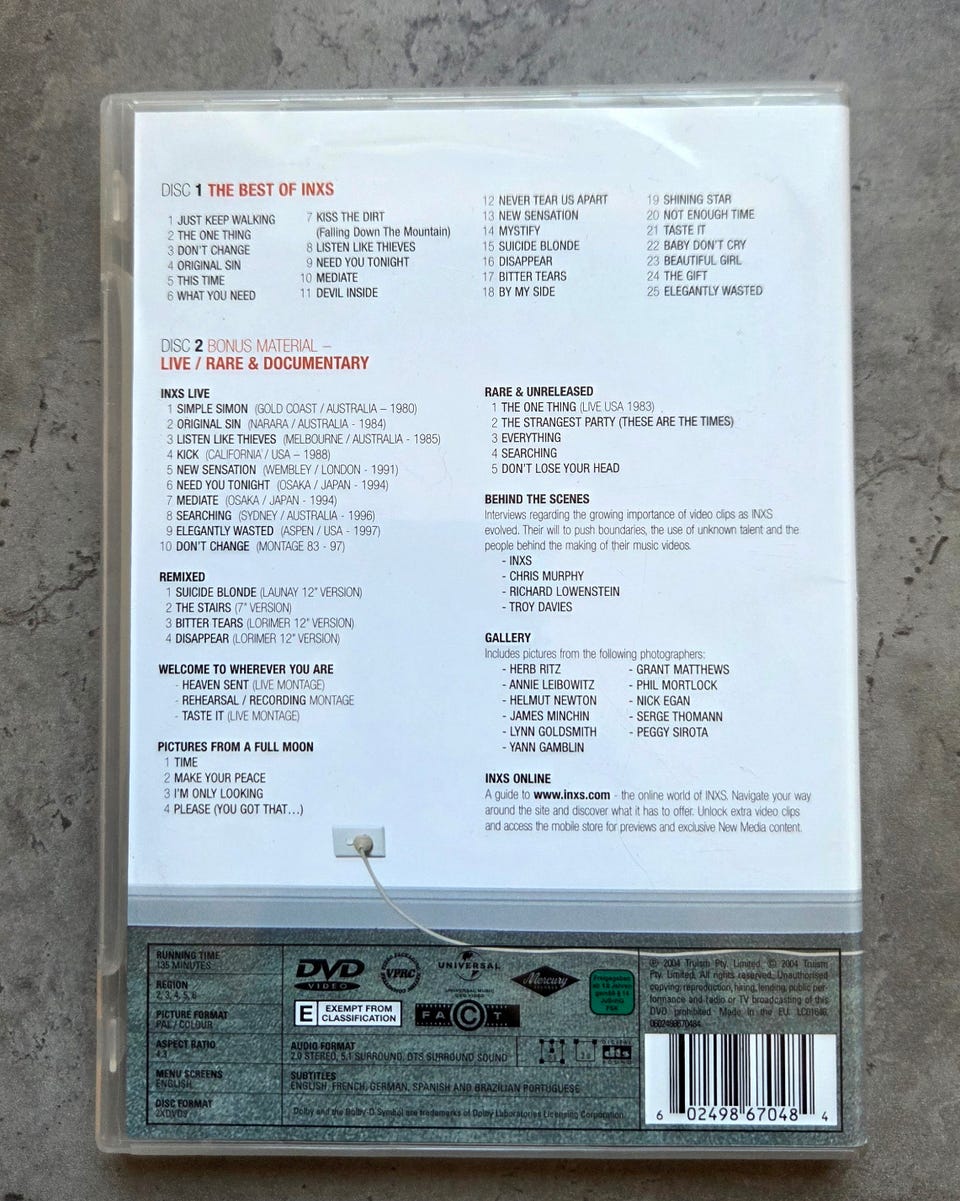 DISC 1 THE BEST OF INXS
1 JUST KEEP WALKING
2 THE ONE THING
3 DON'T CHANGE
4 ORIGINAL SIN
5 THIS TIME
6 WHAT YOU NEED
7 KISS THE DIRT
(Falling Down The Mountain)
8 LISTEN LIKE THIEVES
9 NEED YOU TONIGHT
10 MEDIATE
11 DEVIL INSIDE
12 NEVER TEAR US APART
13 NEW SENSATION
14 MYSTIFY
15 SUICIDE BLONDE
16 DISAPPEAR
17 BITTER TEARS
18 BY MY SIDE
19 SHINING STAR
20 NOT ENOUGH TIME
21 TASTE IT
22 BABY DON'T CRY
23 BEAUTIFUL GIRL
24 THE GIFT
25 ELEGANTLY WASTED
DISC 2 BONUS MATERIAL –
LIVE / RARE & DOCUMENTARY
INXS LIVE
1 SIMPLE SIMON (GOLD COAST / AUSTRALIA – 1980)
2 ORIGINAL SIN (NARARA / AUSTRALIA - 1984)
3 LISTEN LIKE THIEVES (MELBOURNE / AUSTRALIA - 1985)
4 KICK (CALIFORNIA / USA – 1988)
5 NEW SENSATION (WEMBLEY / LONDON - 1991)
6 NEED YOU TONIGHT (OSAKA / JAPAN - 1994)
7 MEDIATE (OSAKA / JAPAN - 1994)
8 SEARCHING (SYDNEY / AUSTRALIA - 1996)
9 ELEGANTLY WASTED (ASPEN / USA - 1997)
10 DON'T CHANGE (MONTAGE 83 - 97)
REMIXED
1 SUICIDE BLONDE (LAUNAY 12" VERSION)
2 THE STAIRS (7" VERSION)
3 BITTER TEARS (LORIMER 12" VERSION)
4 DISAPPEAR (LORIMER 12" VERSION)
WELCOME TO WHEREVER YOU ARE
- HEAVEN SENT (LIVE MONTAGE)
- REHEARSAL / RECORDING MONTAGE
- TASTE IT (LIVE MONTAGE)
PICTURES FROM A FULL MOON
1 TIME
2 MAKE YOUR PEACE
3 I'M ONLY LOOKING
4 PLEASE (YOU GOT THAT…)
RARE & UNRELEASED
1 THE ONE THING (LIVE USA 1983)
2 THE STRANGEST PARTY (THESE ARE THE TIMES)
3 EVERYTHING
4 SEARCHING
5 DON'T LOSE YOUR HEAD
BEHIND THE SCENES
Interviews regarding the growing importance of video clips as INXS
evolved. Their will to push boundaries, the use of unknown talent and the
people behind the making of their music videos.
- INXS
- CHRIS MURPHY
- RICHARD LOWENSTEIN
- TROY DAVIES
GALLERY
Includes pictures from the following photographers:
- HERB RITZ
- ANNIE LEIBOWITZ
- HELMUT NEWTON
- JAMES MINCHIN
- LYNN GOLDSMITH
- YANN GAMBLIN
- GRANT MATTHEWS
- PHIL MORTLOCK
- NICK EGAN
- SERGE THOMANN
- PEGGY SIROTA
INXS ONLINE
A guide to www.inxs.com - the online world of INXS. Navigate your way
around the site and discover what it has to offer. Unlock extra video clips
and access the mobile store for previews and exclusive New Media content.
RUNNING TIME
135 MINUTES
REGION
2, 3, 4, 5, 6
PICTURE FORMAT
PAL / COLOUR
ASPECT RATIO
4:3
MENU SCREENS
ENGLISH
DISC FORMAT
2XDVD9
DVD
VIDEO
VPRC
UNIVERSAL
UNIVERSAL MUSIC
DVD VIDEO
Mercury
RECORDS
E EXEMPT FROM
CLASSIFICATION
FACT
AUDIO FORMAT
2.0 STEREO, 5.1 SURROUND, DTS SURROUND SOUND
dts
SUBTITLES
ENGLISH, FRENCH, GERMAN, SPANISH AND BRAZILIAN PORTUGUESE
Dolby and the Dolby-D Symbol are trademarks of Dolby Laboratories Licensing Corporation
℗ 2004 Truism Pty. Limited. © 2004 Truism
Pty. Limited. All rights reserved. Unauthorised
copying, reproduction, hiring, lending, public per-
formance and radio or TV broadcasting of this
DVD prohibited. Made in the EU. LC01846
0602498670484
6 02498 67048 4